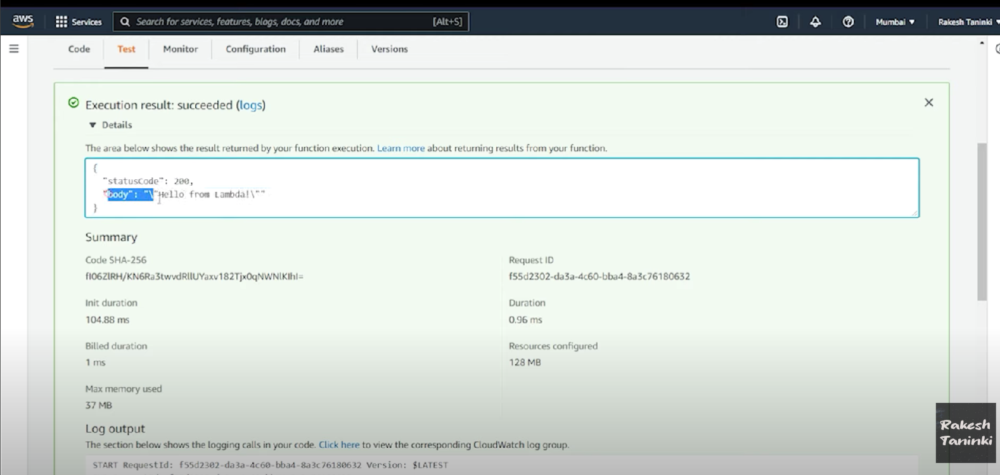 aws
Services
Search for services, features, blogs, docs, and more
[Alt+S]
Mumbai ▼
Rakesh Taninki ▼
Code
Test
Monitor
Configuration
Aliases
Versions
Execution result: succeeded (logs)
▼ Details
The area below shows the result returned by your function execution. Learn more about returning results from your function.
{
"statusCode": 200,
"body": "\"Hello from Lambda!\""
}
Summary
Code SHA-256
Request ID
f55d2302-da3a-4c60-bba4-8a3c76180632
Init duration
104.88 ms
Duration
0.96 ms
Billed duration
1 ms
Resources configured
128 MB
Max memory used
37 MB
Log output
The section below shows the logging calls in your code. Click here to view the corresponding CloudWatch log group.
START RequestId: f55d2302-da3a-4c60-bba4-8a3c76180632 Version: $LATEST
Rakesh
Taninki